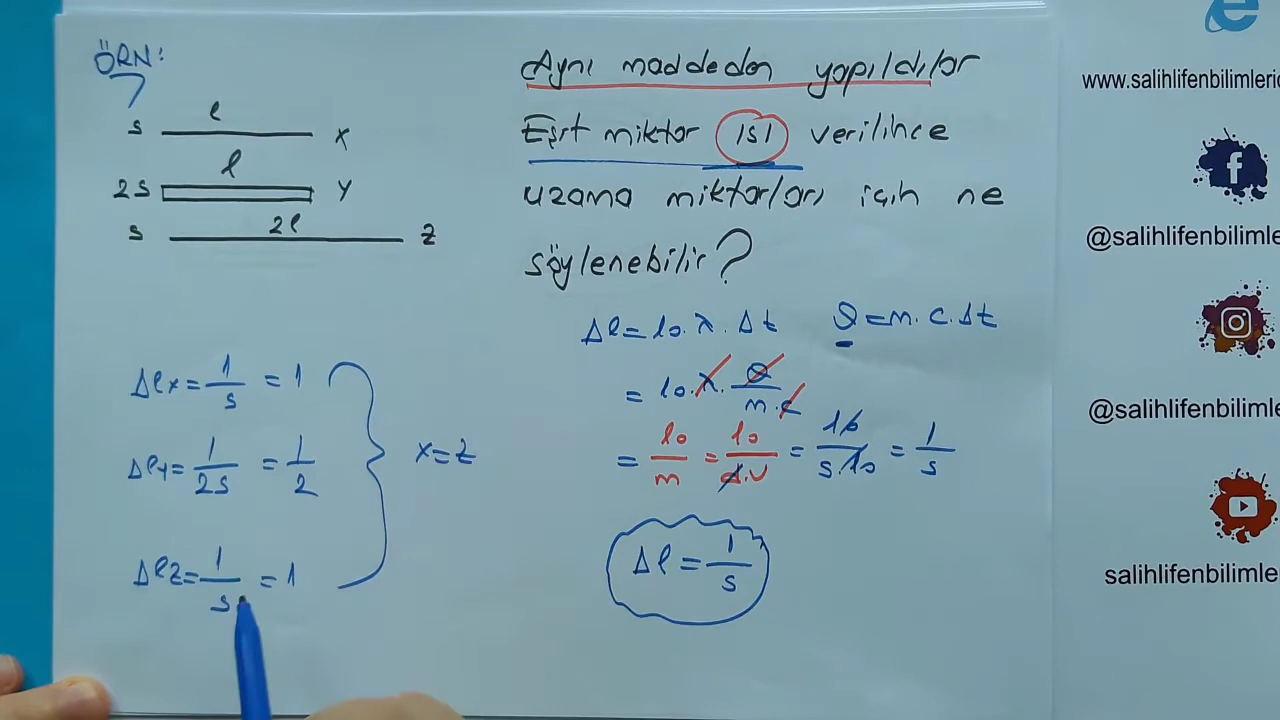 ÖRN:
s l X
2s l Y
s 2l Z
Aynı maddeden yapıldılar
Eşit miktar ISI verilince
uzama miktarları için ne
söylenebilir?
Δl = l0.λ.Δt Q = m.c.Δt
= l0.λ.Q/m.c
= l0/m = l0/d.V = l0/s.l0 = 1/s
Δl = 1/s
Δlx = 1/s = 1
Δly = 1/2s = 1/2
Δlz = 1/s = 1
x = z
www.salihlifenbilimleri
@salihlifenbilimle
@salihlifenbilimle
salihlifenbilimle